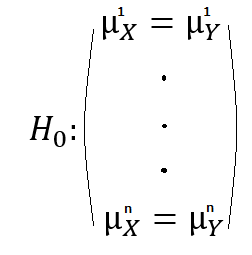 μ¹_X = μ¹_Y
.
H₀: .
.
μⁿ_X = μⁿ_Y